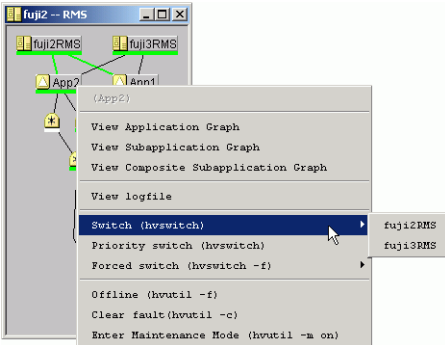 fuji2 -- RMS
fuji2RMS fuji3RMS
App2 App1
(App2)
View Application Graph
View Subapplication Graph
View Composite Subapplication Graph
View logfile
Switch (hvswitch)
fuji2RMS
Priority switch (hvswitch)
fuji3RMS
Forced switch (hvswitch -f)
Offline (hvutil -f)
Clear fault(hvutil -c)
Enter Maintenance Mode (hvutil -m on)